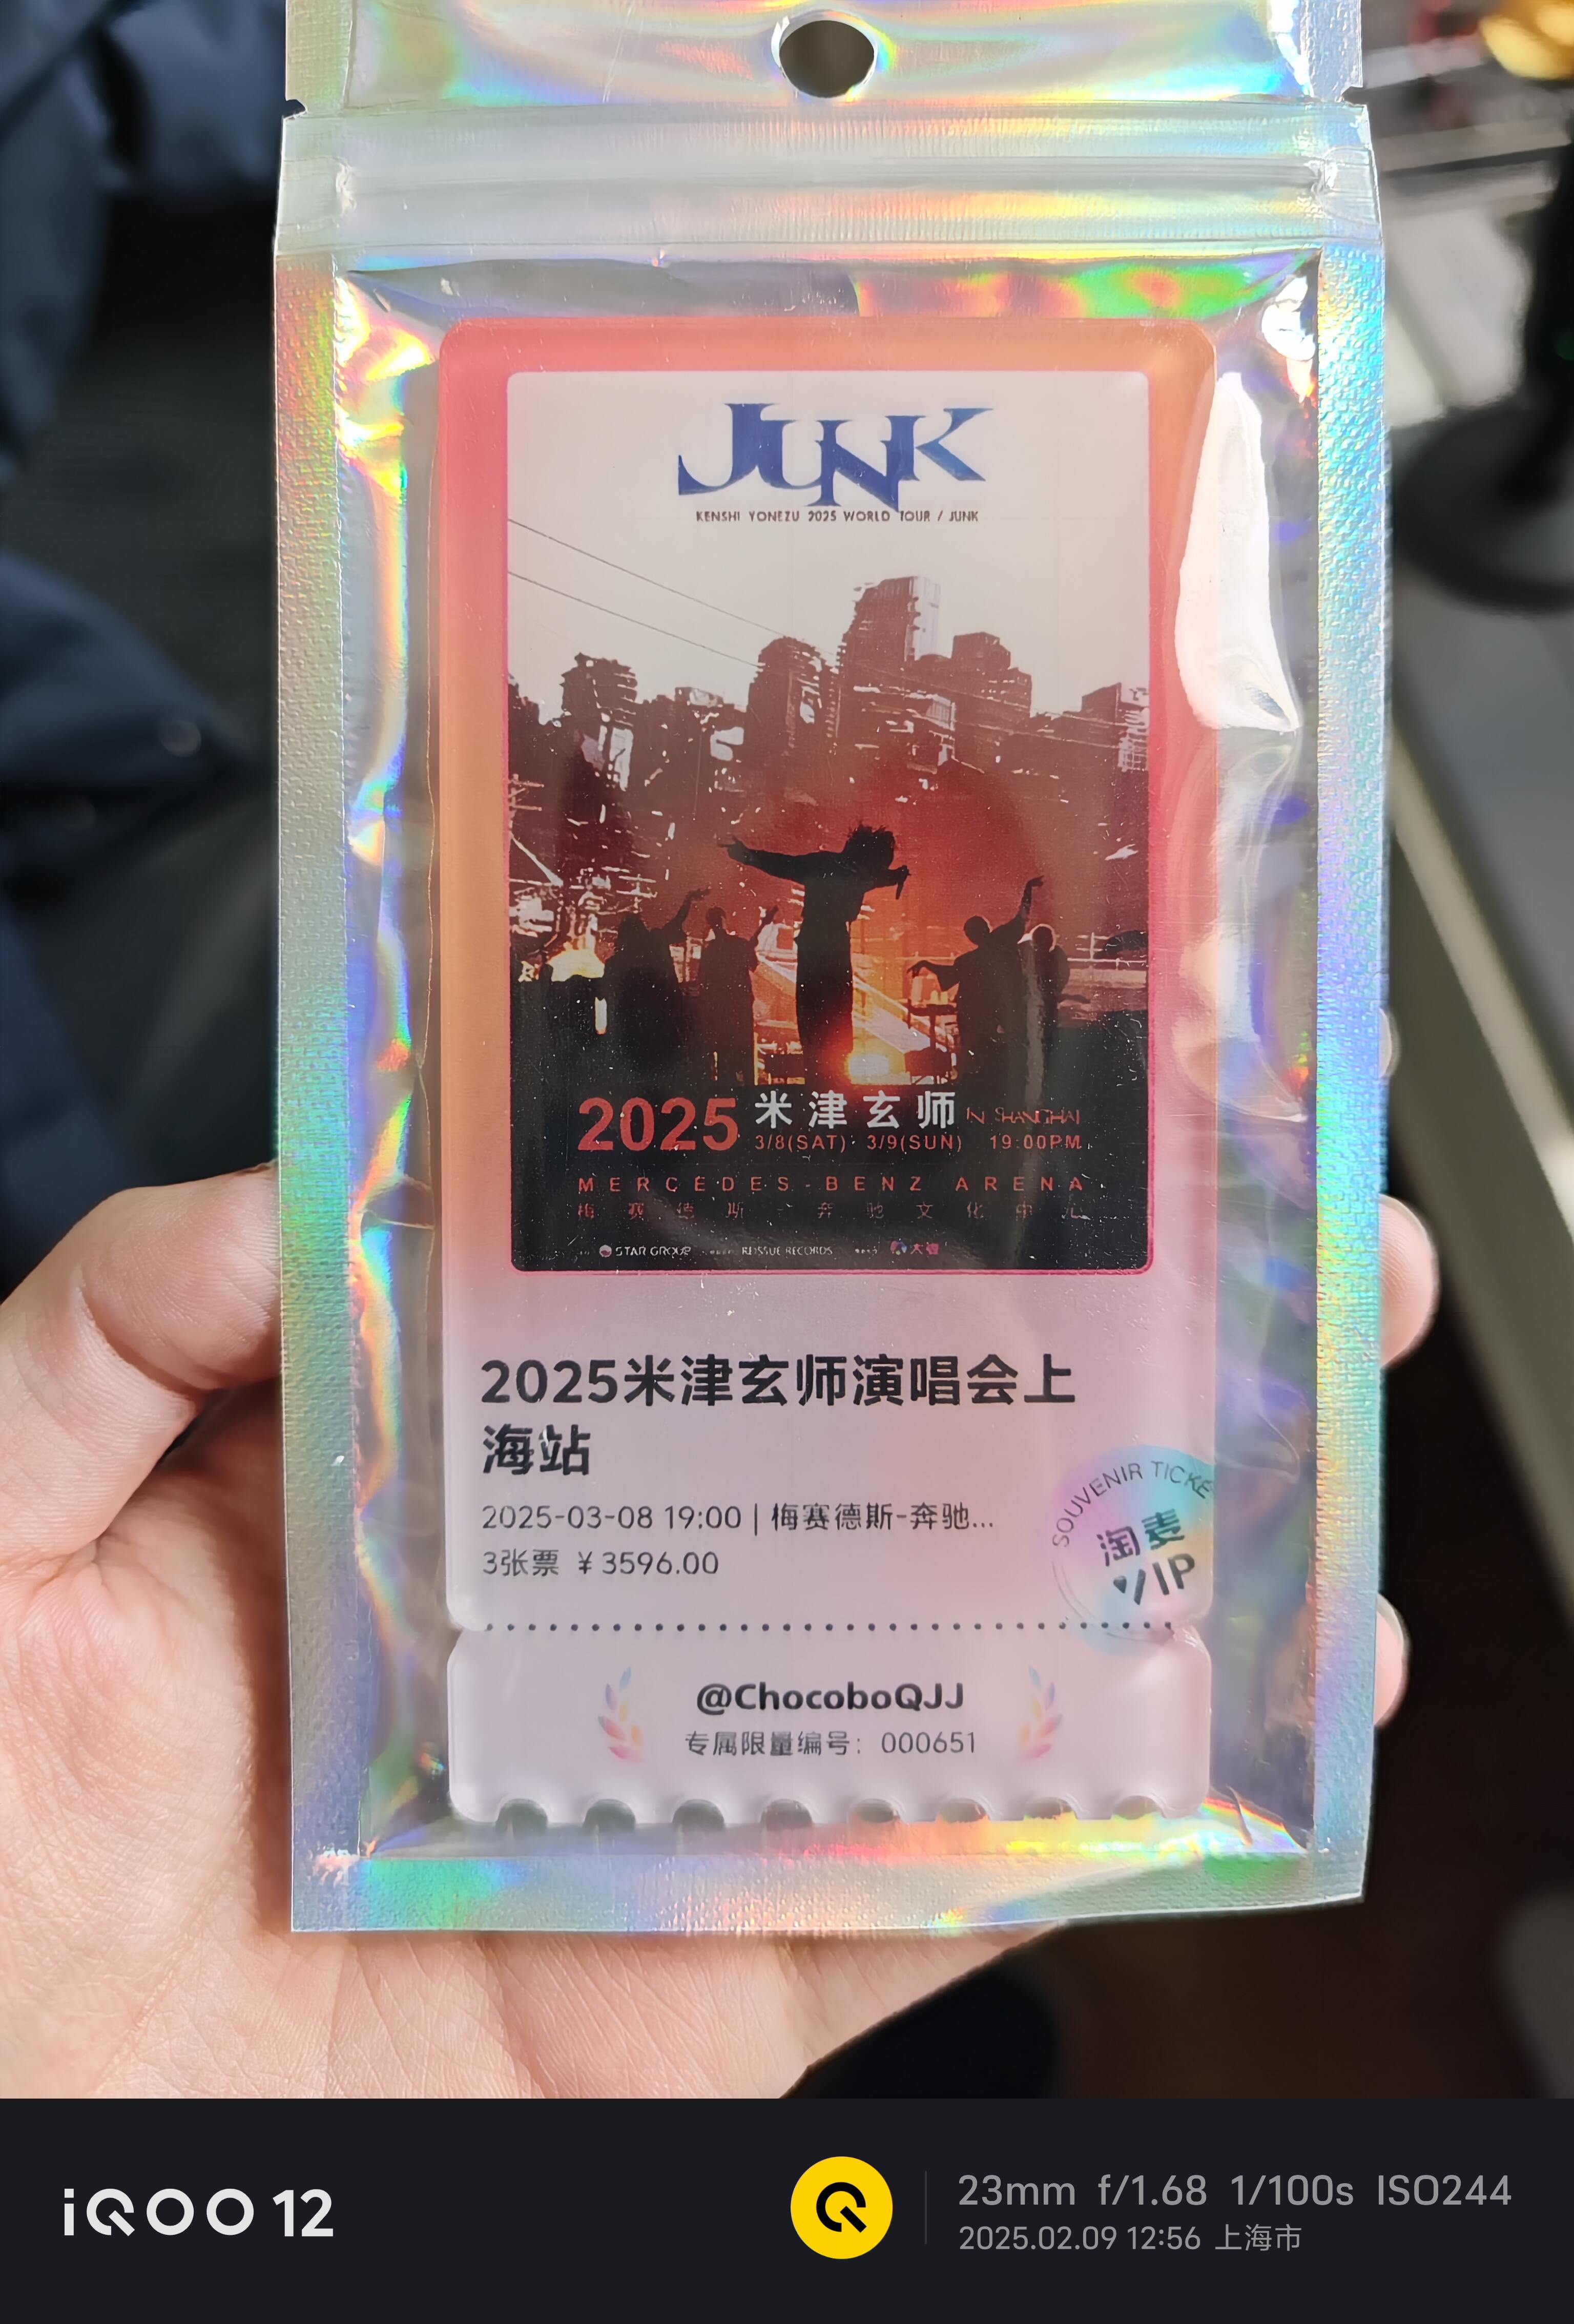 JUNK
KENSHI YONEZU 2025 WORLD TOUR / JUNK
2025 米津玄师 IN SHANGHAI
3/8(SAT)· 3/9(SUN) 19:00PM
MERCEDES-BENZ ARENA
梅赛德斯-奔驰文化中心
STAR GROUP REISSUE RECORDS 大麦
2025米津玄师演唱会上
海站
2025-03-08 19:00 | 梅赛德斯-奔驰...
3张票 ￥3596.00
SOUVENIR TICKE
淘麦
VIP
@ChocoboQJJ
专属限量编号：000651
iQOO 12
23mm f/1.68 1/100s ISO244
2025.02.09 12:56 上海市